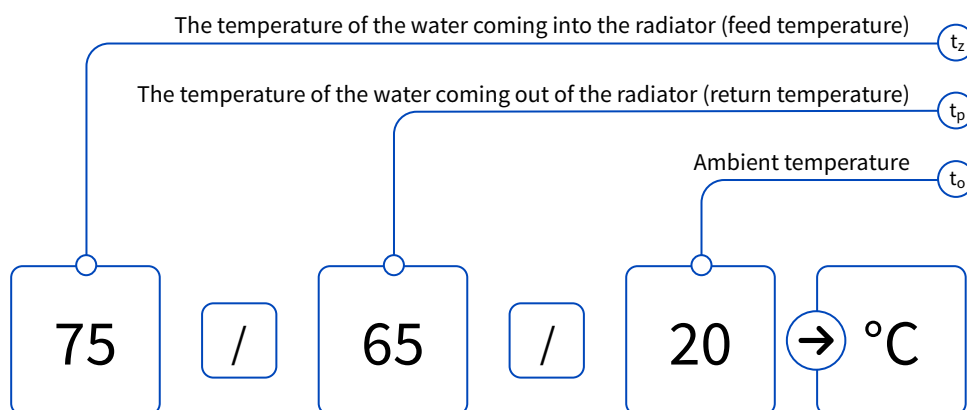 The temperature of the water coming into the radiator (feed temperature)
tz
The temperature of the water coming out of the radiator (return temperature)
tp
Ambient temperature
to
75 / 65 / 20 → °C